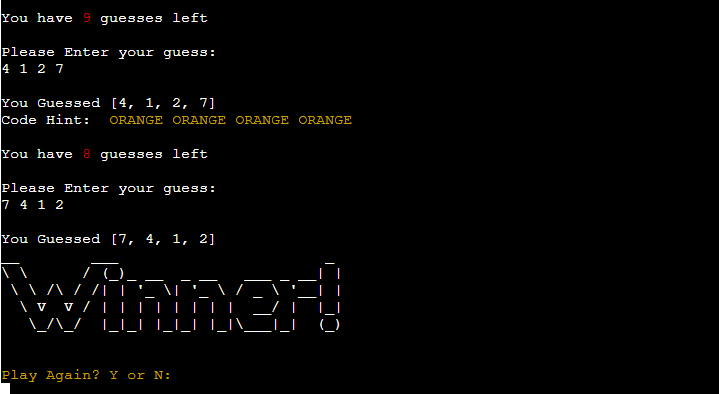 You have 9 guesses left
Please Enter your guess:
4 1 2 7
You Guessed [4, 1, 2, 7]
Code Hint:  ORANGE ORANGE ORANGE ORANGE
You have 8 guesses left
Please Enter your guess:
7 4 1 2
You Guessed [7, 4, 1, 2]
Winner!
Play Again? Y or N: